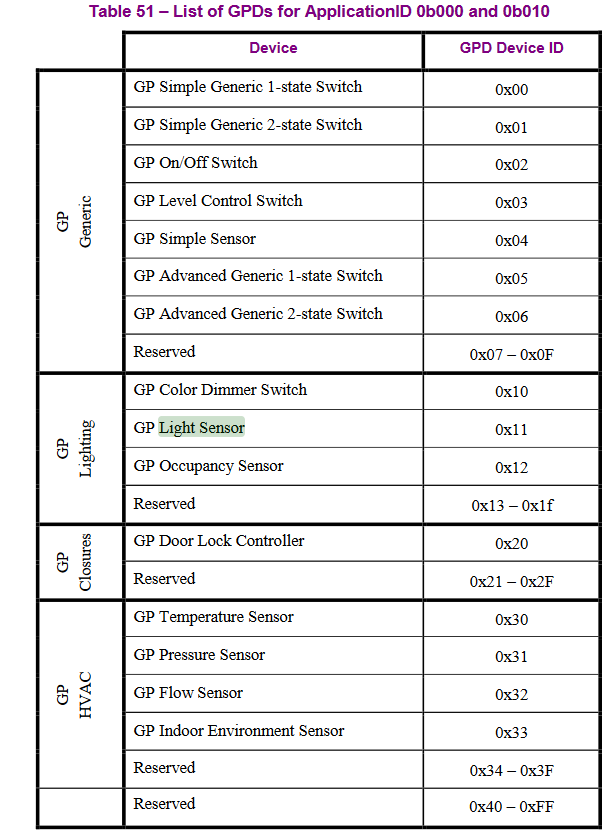 Table 51 – List of GPDs for ApplicationID 0b000 and 0b010
Device GPD Device ID
GP Generic
GP Simple Generic 1-state Switch 0x00
GP Simple Generic 2-state Switch 0x01
GP On/Off Switch 0x02
GP Level Control Switch 0x03
GP Simple Sensor 0x04
GP Advanced Generic 1-state Switch 0x05
GP Advanced Generic 2-state Switch 0x06
Reserved 0x07 – 0x0F
GP Lighting
GP Color Dimmer Switch 0x10
GP Light Sensor 0x11
GP Occupancy Sensor 0x12
Reserved 0x13 – 0x1f
GP Closures
GP Door Lock Controller 0x20
Reserved 0x21 – 0x2F
GP HVAC
GP Temperature Sensor 0x30
GP Pressure Sensor 0x31
GP Flow Sensor 0x32
GP Indoor Environment Sensor 0x33
Reserved 0x34 – 0x3F
Reserved 0x40 – 0xFF